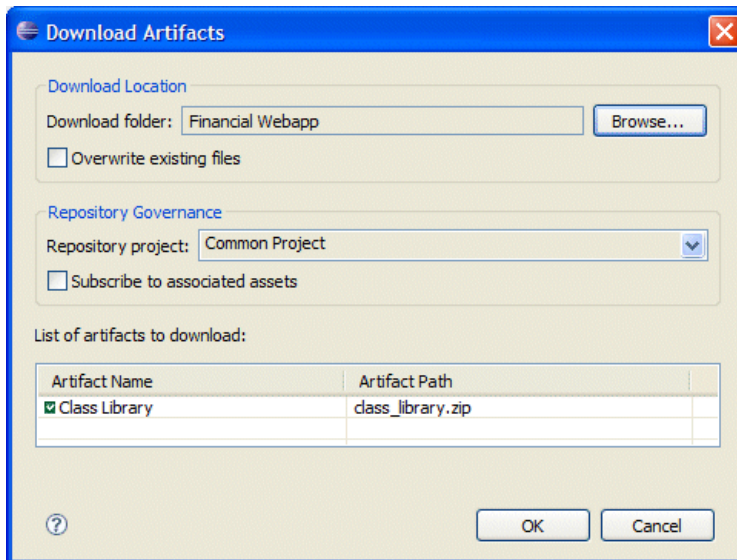 Download Artifacts
Download Location
Download folder: Financial Webapp Browse...
Overwrite existing files
Repository Governance
Repository project: Common Project
Subscribe to associated assets
List of artifacts to download:
Artifact Name Artifact Path
Class Library class_library.zip
? OK Cancel